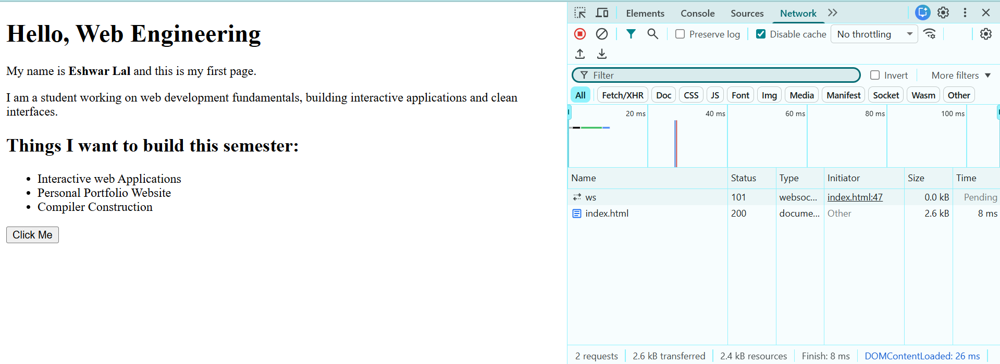 Hello, Web Engineering
My name is Eshwar Lal and this is my first page.
I am a student working on web development fundamentals, building interactive applications and clean
interfaces.
Things I want to build this semester:
• Interactive web Applications
• Personal Portfolio Website
• Compiler Construction
Click Me
Elements Console Sources Network
Preserve log Disable cache No throttling
Filter Invert More filters
All Fetch/XHR Doc CSS JS Font Img Media Manifest Socket Wasm Other
20 ms 40 ms 60 ms 80 ms 100 ms
Name Status Type Initiator Size Time
ws 101 websoc... index.html:47 0.0 kB Pending
index.html 200 docume... Other 2.6 kB 8 ms
2 requests 2.6 kB transferred 2.4 kB resources Finish: 8 ms DOMContentLoaded: 26 ms